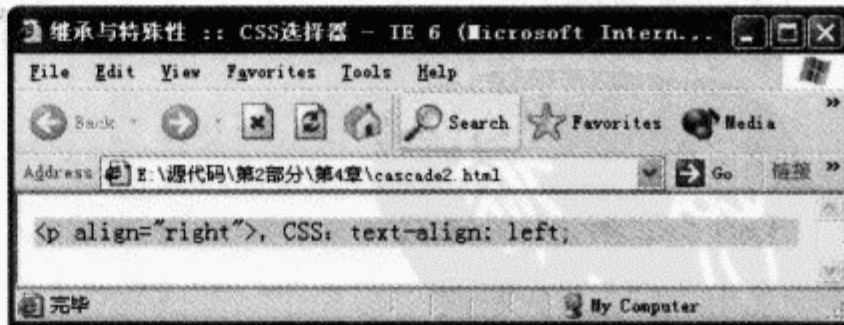 继承与特殊性 :: CSS选择器 - IE 6 (Microsoft Intern...
File Edit View Favorites Tools Help
Back Search Favorites Media »
Address E:\源代码\第2部分\第4章\cascade2.html Go 链接 »
<p align="right">, CSS: text-align: left;
完毕 My Computer